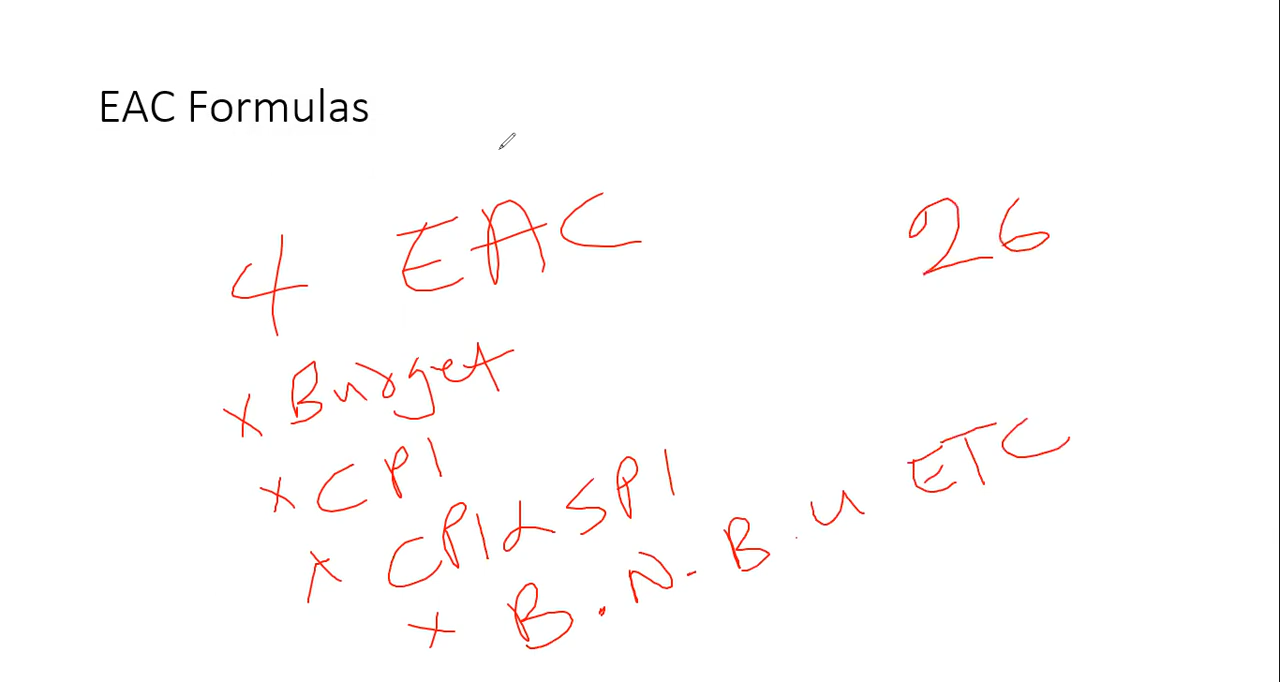 EAC Formulas
4 EAC 26
x Budget
x CPI
x CPI & SPI
x B.N.B.U ETC